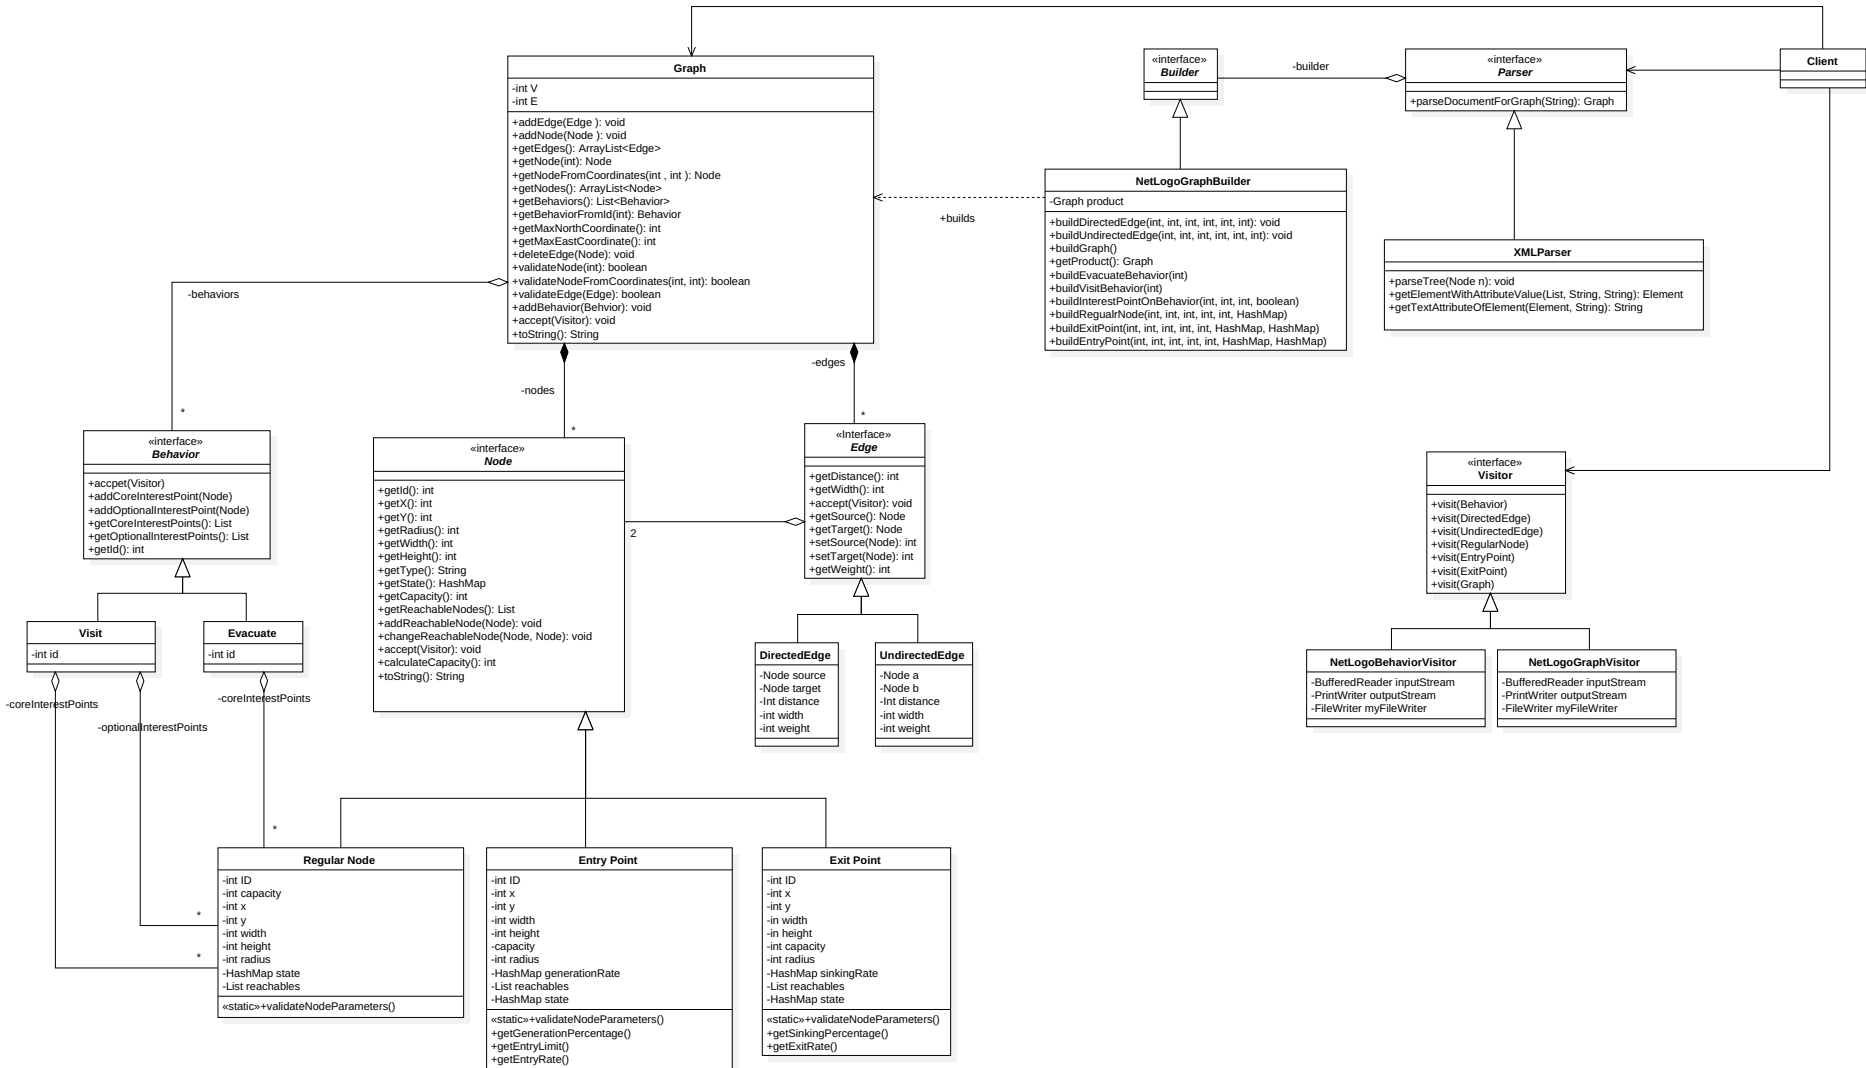 Graph
-int V
-int E
+addEdge(Edge ): void
+addNode(Node ): void
+getEdges(): ArrayList<Edge>
+getNode(int): Node
+getNodeFromCoordinates(int , int ): Node
+getNodes(): ArrayList<Node>
+getBehaviors(): List<Behavior>
+getBehaviorFromId(int): Behavior
+getMaxNorthCoordinate(): int
+getMaxEastCoordinate(): int
+deleteEdge(Node): void
+validateNode(int): boolean
+validateNodeFromCoordinates(int, int): boolean
+validateEdge(Edge): boolean
+addBehavior(Behvior): void
+accept(Visitor): void
+toString(): String
«interface»
Builder
-builder
«interface»
Parser
+parseDocumentForGraph(String): Graph
Client
NetLogoGraphBuilder
-Graph product
+buildDirectedEdge(int, int, int, int, int, int): void
+buildUndirectedEdge(int, int, int, int, int, int): void
+buildGraph()
+getProduct(): Graph
+buildEvacuateBehavior(int)
+buildVisitBehavior(int)
+buildInterestPointOnBehavior(int, int, int, boolean)
+buildRegualrNode(int, int, int, int, int, HashMap)
+buildExitPoint(int, int, int, int, int, HashMap, HashMap)
+buildEntryPoint(int, int, int, int, int, HashMap, HashMap)
+builds
XMLParser
+parseTree(Node n): void
+getElementWithAttributeValue(List, String, String): Element
+getTextAttributeOfElement(Element, String): String
-behaviors
*
-nodes
*
-edges
*
«interface»
Behavior
+accpet(Visitor)
+addCoreInterestPoint(Node)
+addOptionalInterestPoint(Node)
+getCoreInterestPoints(): List
+getOptionalInterestPoints(): List
+getId(): int
«interface»
Node
+getId(): int
+getX(): int
+getY(): int
+getRadius(): int
+getWidth(): int
+getHeight(): int
+getType(): String
+getState(): HashMap
+getCapacity(): int
+getReachableNodes(): List
+addReachableNode(Node): void
+changeReachableNode(Node, Node): void
+accept(Visitor): void
+calculateCapacity(): int
+toString(): String
2
«Interface»
Edge
+getDistance(): int
+getWidth(): int
+accept(Visitor): void
+getSource(): Node
+getTarget(): Node
+setSource(Node): int
+setTarget(Node): int
+getWeight(): int
«interface»
Visitor
+visit(Behavior)
+visit(DirectedEdge)
+visit(UndirectedEdge)
+visit(RegularNode)
+visit(EntryPoint)
+visit(ExitPoint)
+visit(Graph)
Visit
-int id
Evacuate
-int id
-coreInterestPoints
-optionalInterestPoints
-coreInterestPoints
*
*
*
DirectedEdge
-Node source
-Node target
-Int distance
-int width
-int weight
UndirectedEdge
-Node a
-Node b
-Int distance
-int width
-int weight
NetLogoBehaviorVisitor
-BufferedReader inputStream
-PrintWriter outputStream
-FileWriter myFileWriter
NetLogoGraphVisitor
-BufferedReader inputStream
-PrintWriter outputStream
-FileWriter myFileWriter
Regular Node
-int ID
-int capacity
-int x
-int y
-int width
-int height
-int radius
-HashMap state
-List reachables
«static»+validateNodeParameters()
Entry Point
-int ID
-int x
-int y
-int width
-int height
-capacity
-int radius
-HashMap generationRate
-List reachables
-HashMap state
«static»+validateNodeParameters()
+getGenerationPercentage()
+getEntryLimit()
+getEntryRate()
Exit Point
-int ID
-int x
-int y
-in width
-in height
-int capacity
-int radius
-HashMap sinkingRate
-List reachables
-HashMap state
«static»+validateNodeParameters()
+getSinkingPercentage()
+getExitRate()